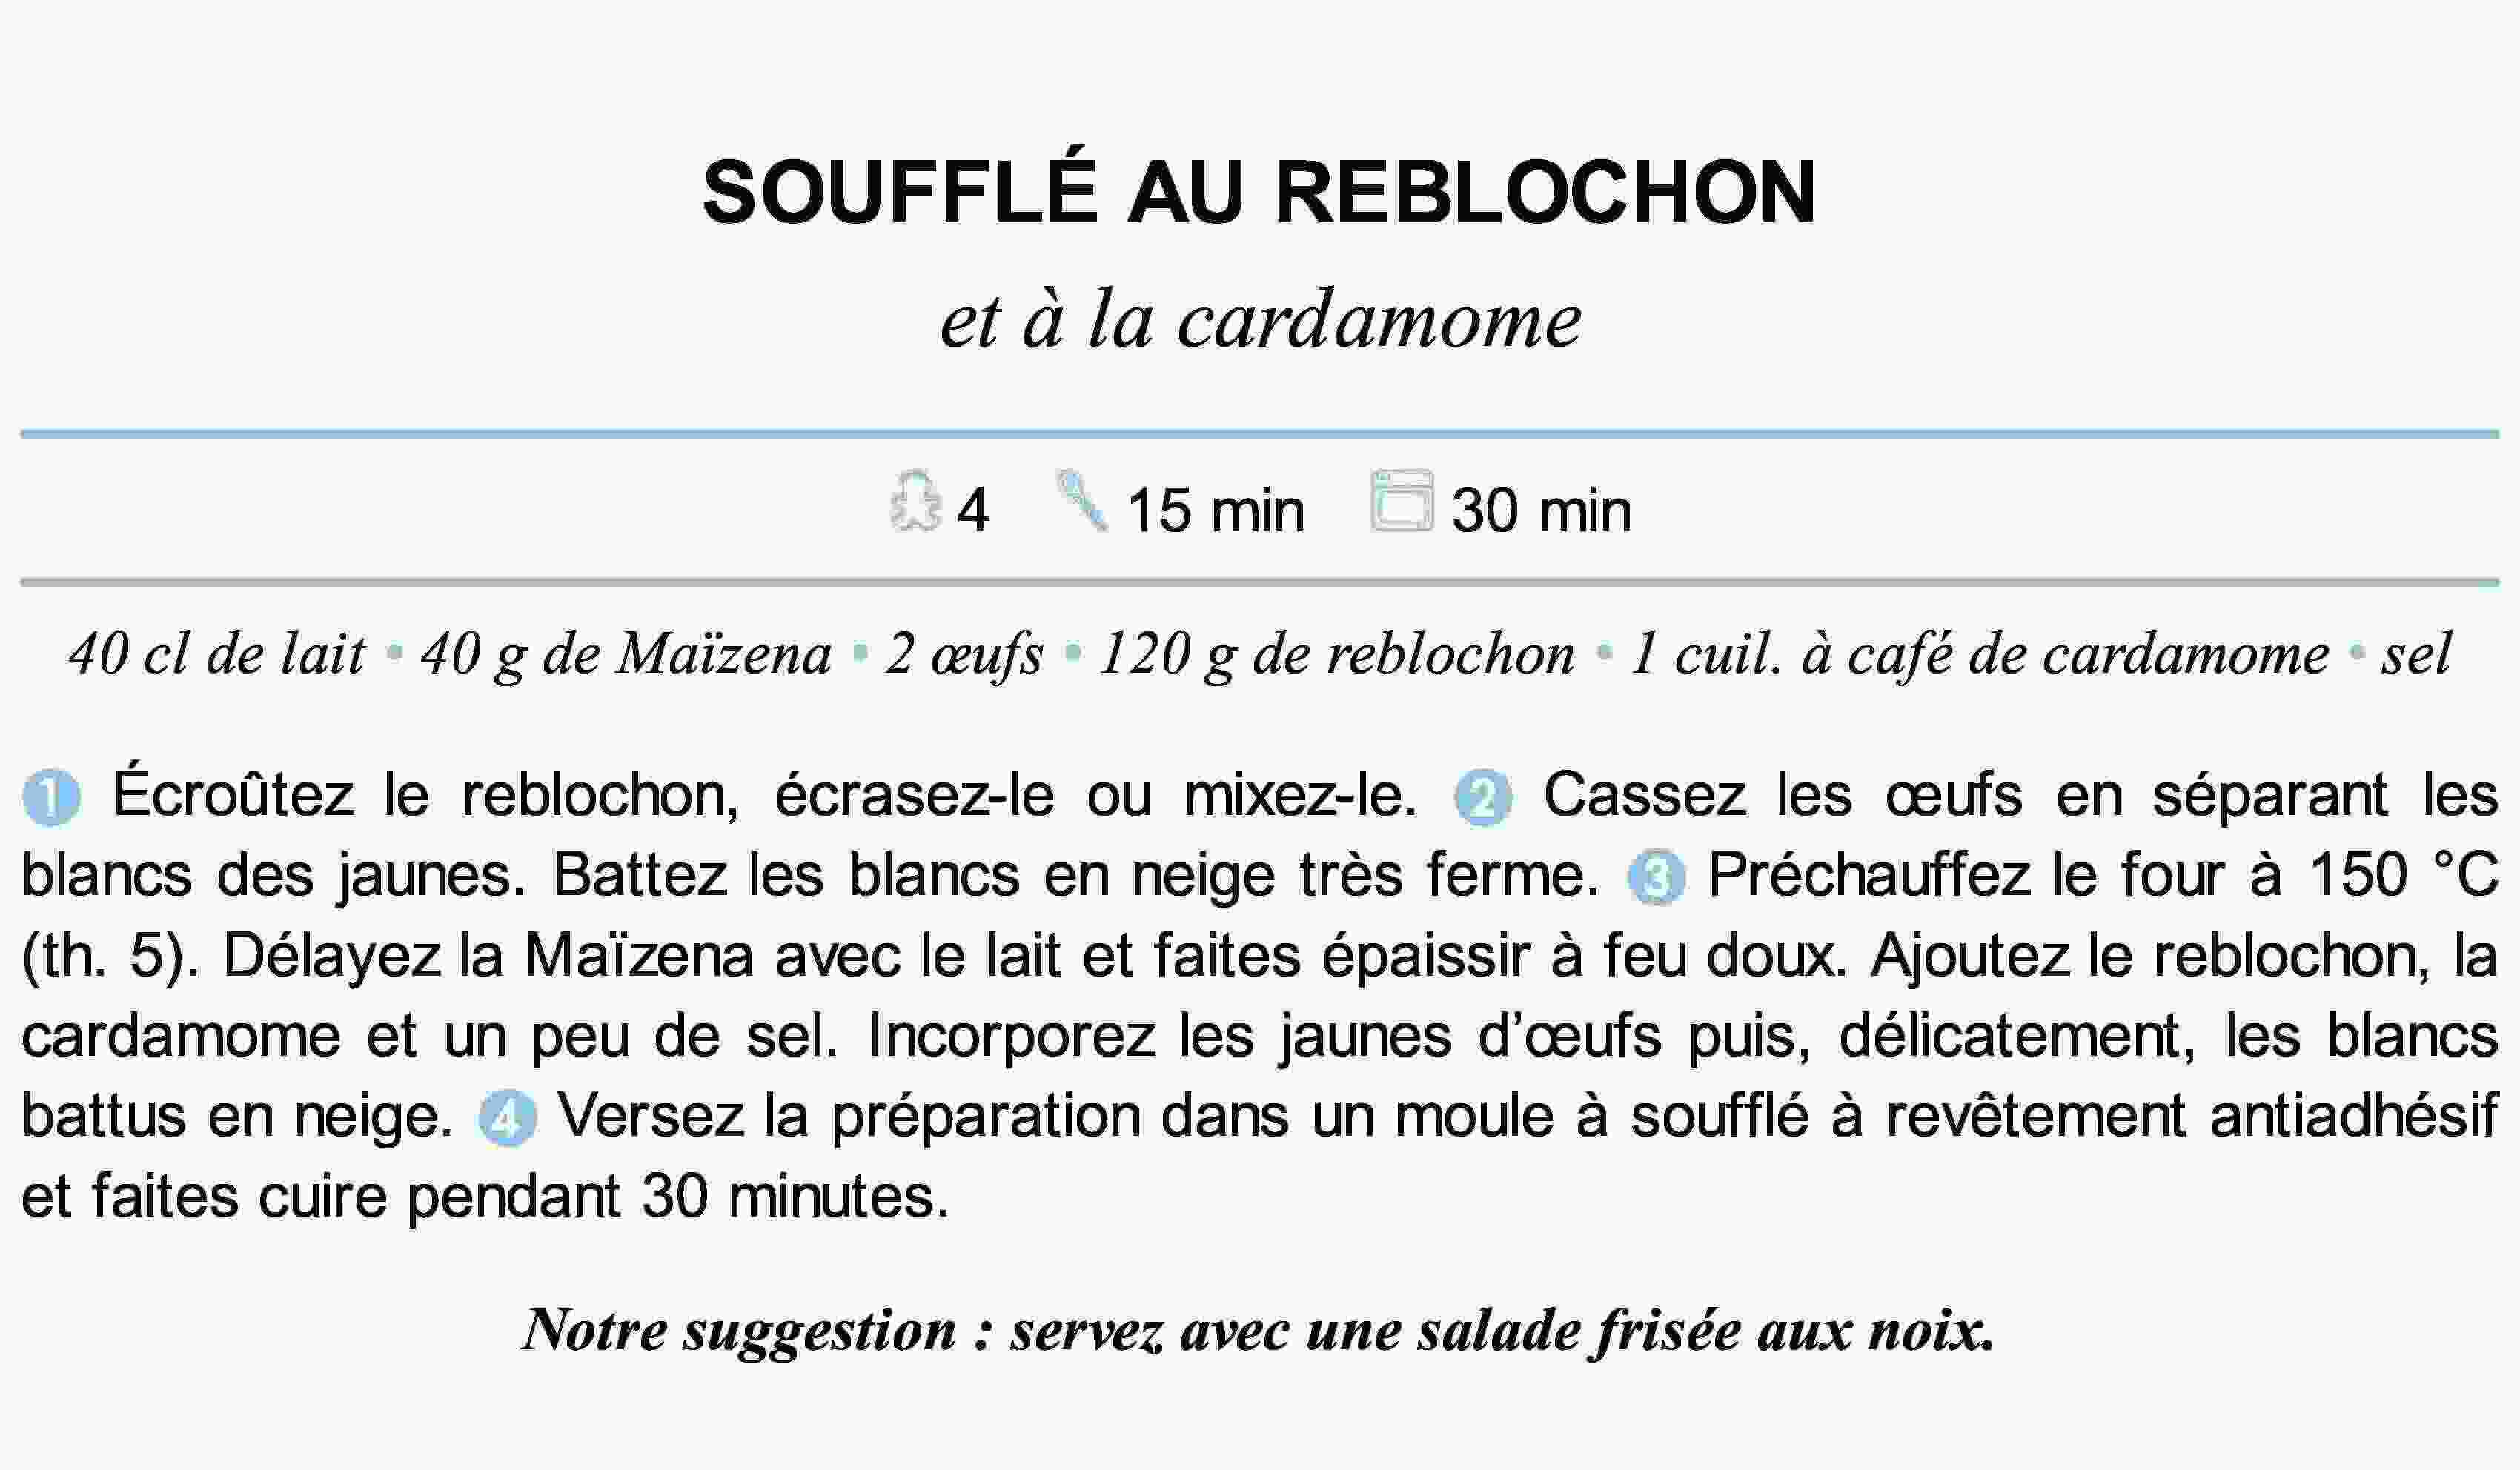 SOUFFLÉ AU REBLOCHON
et à la cardamome
4 15 min 30 min
40 cl de lait • 40 g de Maïzena • 2 œufs • 120 g de reblochon • 1 cuil. à café de cardamome • sel
1 Écroûtez le reblochon, écrasez-le ou mixez-le. 2 Cassez les œufs en séparant les
blancs des jaunes. Battez les blancs en neige très ferme. 3 Préchauffez le four à 150 °C
(th. 5). Délayez la Maïzena avec le lait et faites épaissir à feu doux. Ajoutez le reblochon, la
cardamome et un peu de sel. Incorporez les jaunes d’œufs puis, délicatement, les blancs
battus en neige. 4 Versez la préparation dans un moule à soufflé à revêtement antiadhésif
et faites cuire pendant 30 minutes.
Notre suggestion : servez avec une salade frisée aux noix.